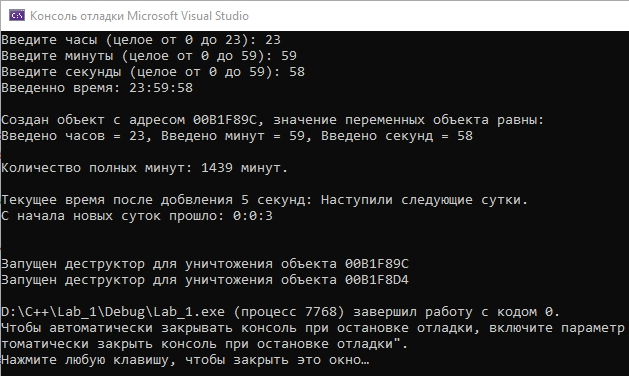 Консоль отладки Microsoft Visual Studio
Введите часы (целое от 0 до 23): 23
Введите минуты (целое от 0 до 59): 59
Введите секунды (целое от 0 до 59): 58
Введенно время: 23:59:58
Создан объект с адресом 00B1F89C, значение переменных объекта равны:
Введено часов = 23, Введено минут = 59, Введено секунд = 58
Количество полных минут: 1439 минут.
Текущее время после добвления 5 секунд: Наступили следующие сутки.
С начала новых суток прошло: 0:0:3
Запущен деструктор для уничтожения объекта 00B1F89C
Запущен деструктор для уничтожения объекта 00B1F8D4
D:\C++\Lab_1\Debug\Lab_1.exe (процесс 7768) завершил работу с кодом 0.
Чтобы автоматически закрывать консоль при остановке отладки, включите параметр
томатически закрыть консоль при остановке отладки".
Нажмите любую клавишу, чтобы закрыть это окно…